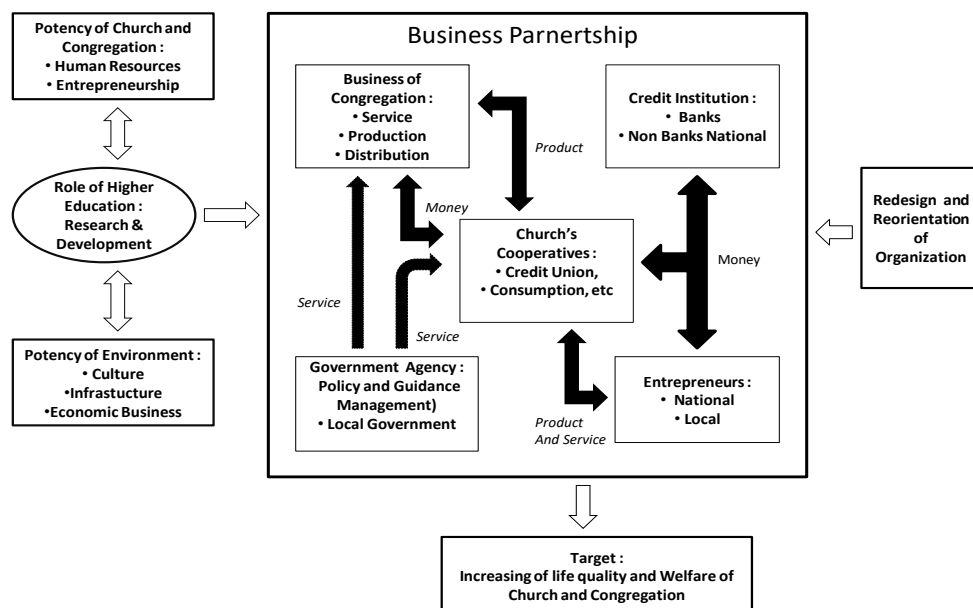 Potency of Church and
Congregation :
• Human Resources
• Entrepreneurship
Role of Higher
Education :
Research &
Development
Potency of Environment :
• Culture
•Infrastucture
•Economic Business
Business Parnertship
Business of
Congregation :
• Service
• Production
• Distribution
Product
Credit Institution :
• Banks
• Non Banks National
Money
Church's
Cooperatives :
• Credit Union,
• Consumption, etc
Money
Service
Service
Government Agency :
Policy and Guidance
Management)
• Local Government
Product
And Service
Entrepreneurs :
• National
• Local
Redesign and
Reorientation
of
Organization
Target :
Increasing of life quality and Welfare of
Church and Congregation